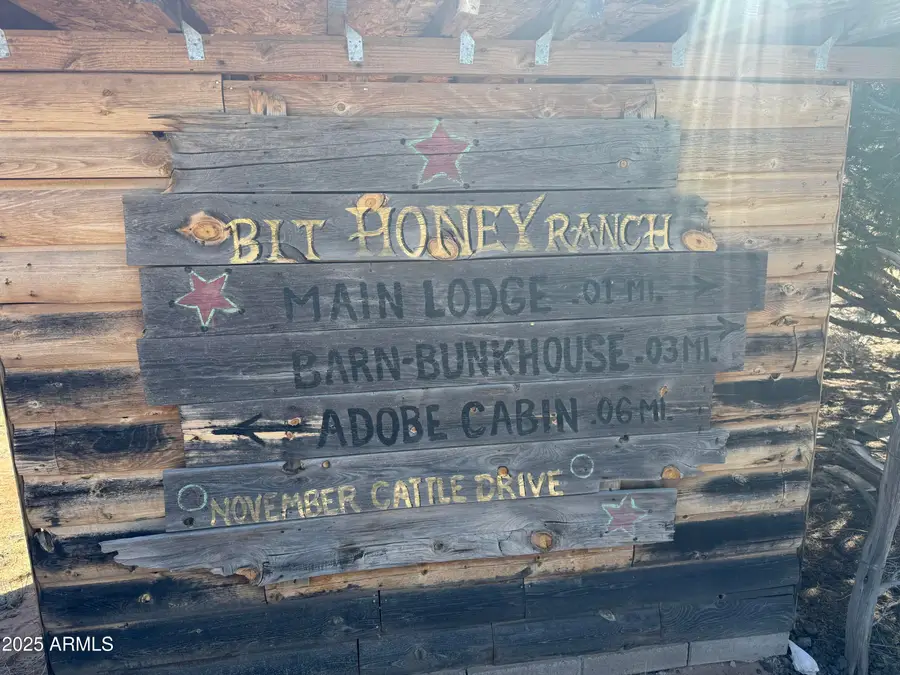 BIT HONEY RANCH
MAIN LODGE .01 MI.
BARN-BUNKHOUSE .03 MI.
ADOBE CABIN .06 MI.
NOVEMBER CATTLE DRIVE
2025 ARMLS